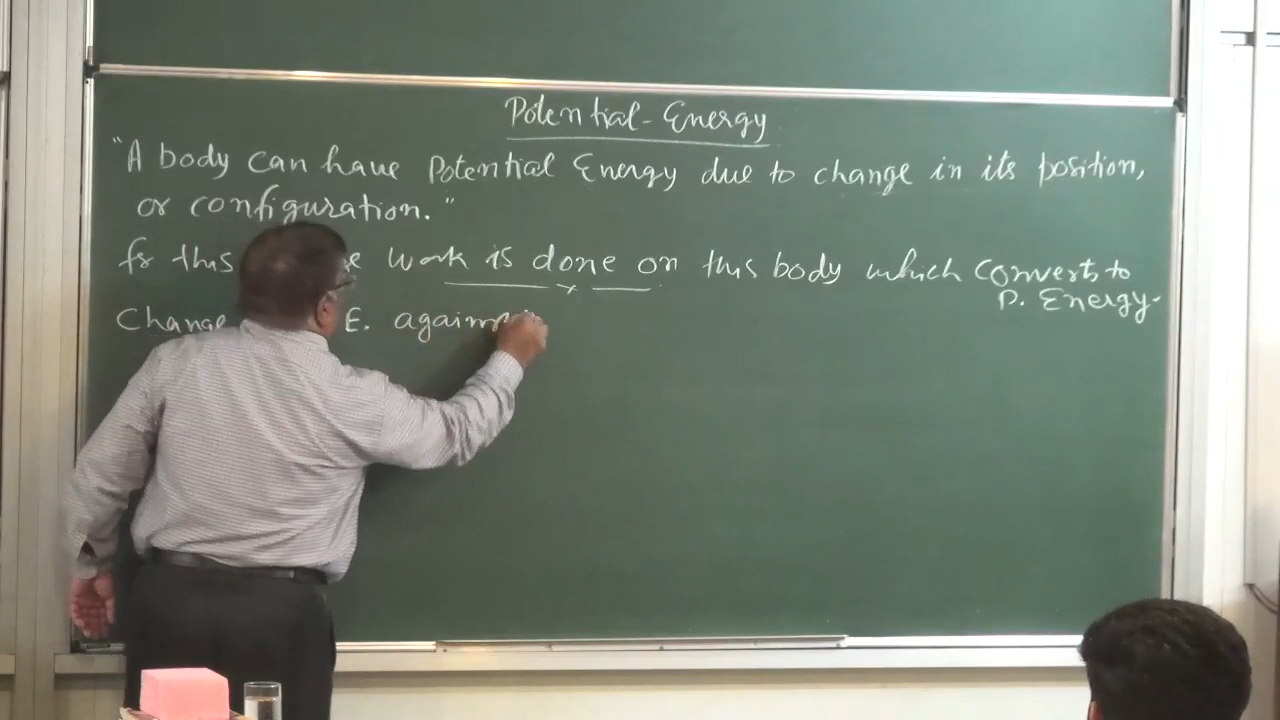 Potential-Energy
"A body can have Potential Energy due to change in its position,
or configuration."
for this work is done on this body which converts to
P. Energy.
Change E. against